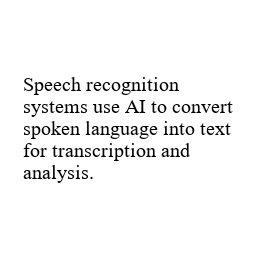 Speech recognition
systems use AI to convert
spoken language into text
for transcription and
analysis.